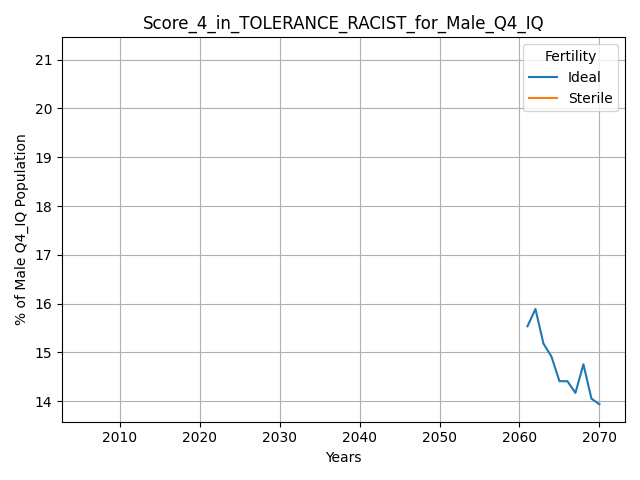 Score_4_in_TOLERANCE_RACIST_for_Male_Q4_IQ
Fertility
Ideal
Sterile
% of Male Q4_IQ Population
21
20
19
18
17
16
15
14
2010
2020
2030
2040
2050
2060
2070
Years